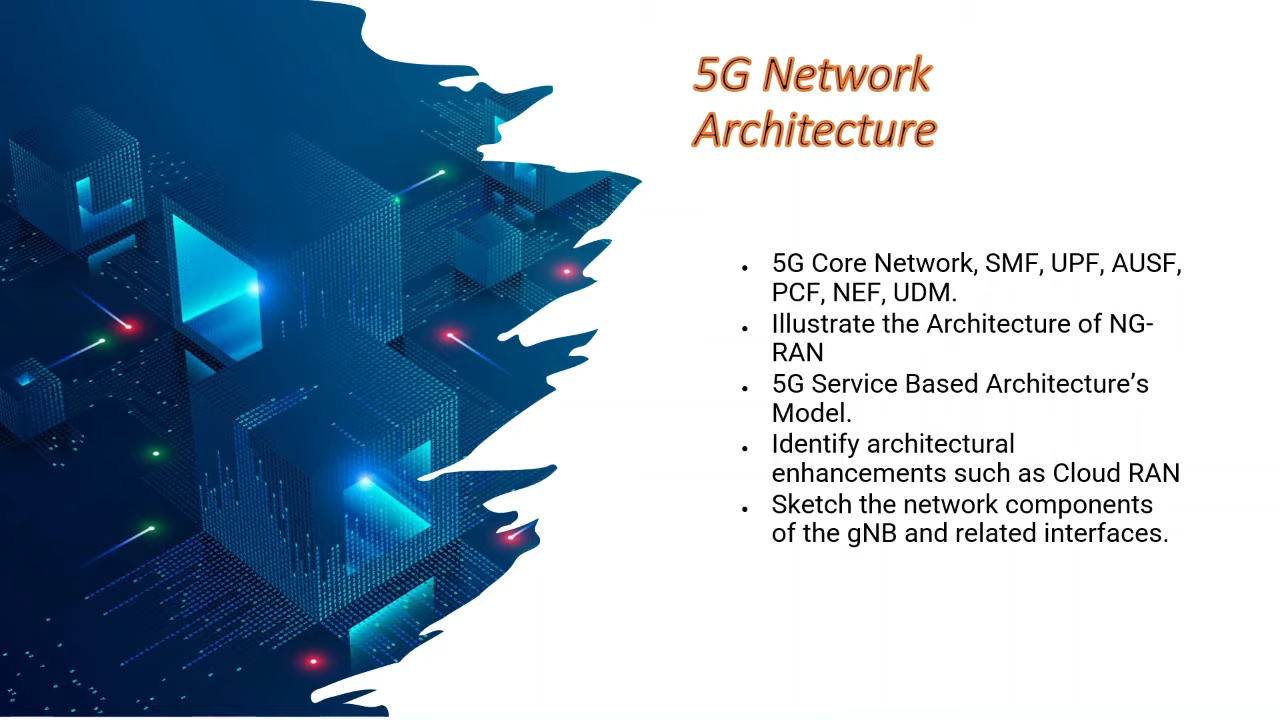 5G Network
Architecture
• 5G Core Network, SMF, UPF, AUSF,
PCF, NEF, UDM.
• Illustrate the Architecture of NG-
RAN
• 5G Service Based Architecture’s
Model.
• Identify architectural
enhancements such as Cloud RAN
• Sketch the network components
of the gNB and related interfaces.